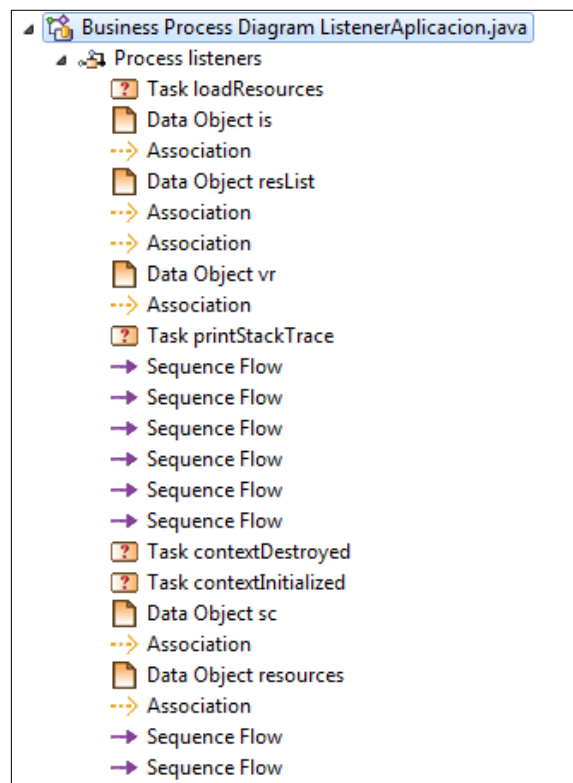 Business Process Diagram ListenerAplicacion.java
Process listeners
Task loadResources
Data Object is
Association
Data Object resList
Association
Association
Data Object vr
Association
Task printStackTrace
Sequence Flow
Sequence Flow
Sequence Flow
Sequence Flow
Sequence Flow
Sequence Flow
Task contextDestroyed
Task contextInitialized
Data Object sc
Association
Data Object resources
Association
Sequence Flow
Sequence Flow